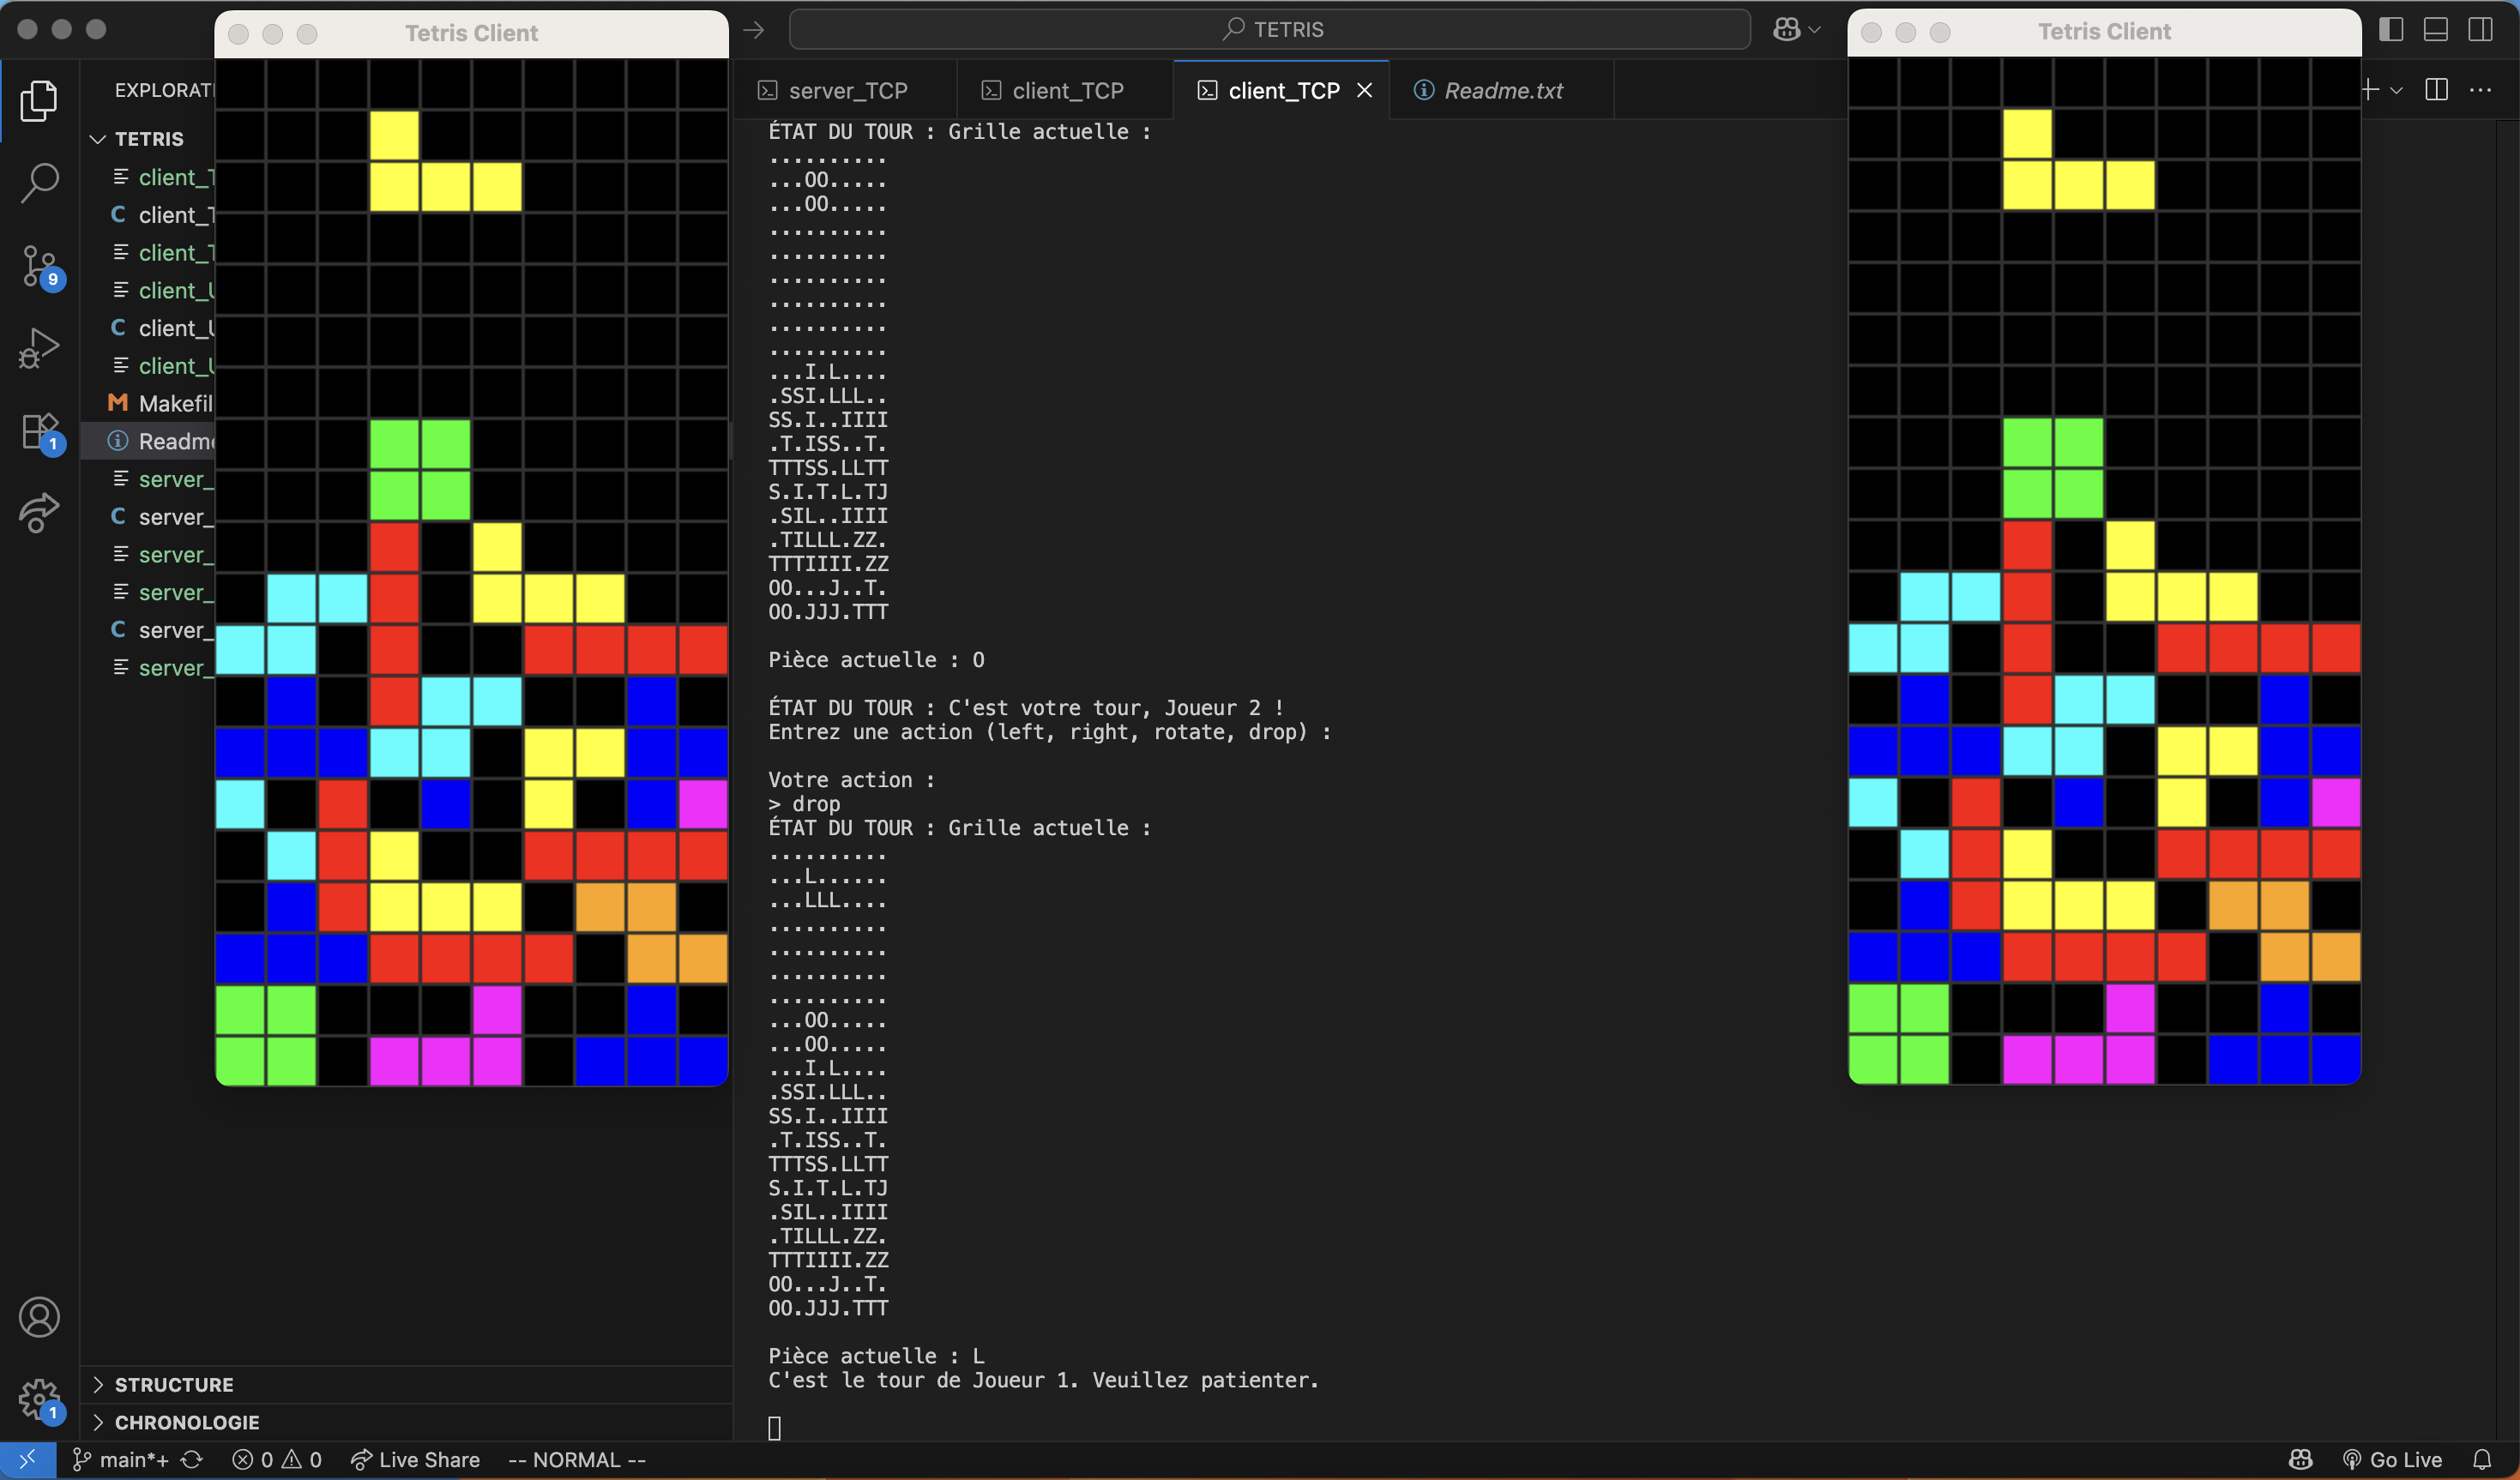 Tetris Client
TETRIS
Tetris Client
EXPLORATI
server_TCP
client_TCP
client_TCP
Readme.txt
TETRIS
client_T
client_T
client_T
client_U
client_U
client_U
Makefil
Readme
server_
server_
server_
server_
server_
server_
9
1
1
ÉTAT DU TOUR : Grille actuelle :
..........
...OO.....
...OO.....
..........
..........
..........
..........
..........
..........
...I.L....
.SSI.LLL..
SS.I..IIII
.T.ISS..T.
TTTSS.LLTT
S.I.T.L.TJ
.SIL..IIII
.TILLL.ZZ.
TTTIIII.ZZ
OO...J..T.
OO.JJJ.TTT
Pièce actuelle : O
ÉTAT DU TOUR : C'est votre tour, Joueur 2 !
Entrez une action (left, right, rotate, drop) :
Votre action :
> drop
ÉTAT DU TOUR : Grille actuelle :
..........
...L......
...LLL....
..........
..........
..........
..........
...OO.....
...OO.....
...I.L....
.SSI.LLL..
SS.I..IIII
.T.ISS..T.
TTTSS.LLTT
S.I.T.L.TJ
.SIL..IIII
.TILLL.ZZ.
TTTIIII.ZZ
OO...J..T.
OO.JJJ.TTT
Pièce actuelle : L
C'est le tour de Joueur 1. Veuillez patienter.
STRUCTURE
CHRONOLOGIE
main*+ 0 0 Live Share -- NORMAL -- Go Live